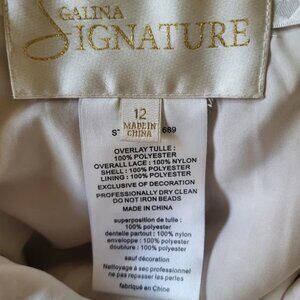 GALINA
SIGNATURE
12
MADE IN
CHINA
S 689
OVERLAY TULLE :
100% POLYESTER
OVERALL LACE : 100% NYLON
SHELL : 100% POLYESTER
LINING : 100% POLYESTER
EXCLUSIVE OF DECORATION
PROFESSIONALLY DRY CLEAN
DO NOT IRON BEADS
superposition de tulle :
100% polyester
dentelle partout : 100% nylon
enveloppe : 100% polyester
doublure : 100% polyester
sauf décoration
Nettoyage à sec professionnel
ne pas repasser les perles
fabriqué en Chine